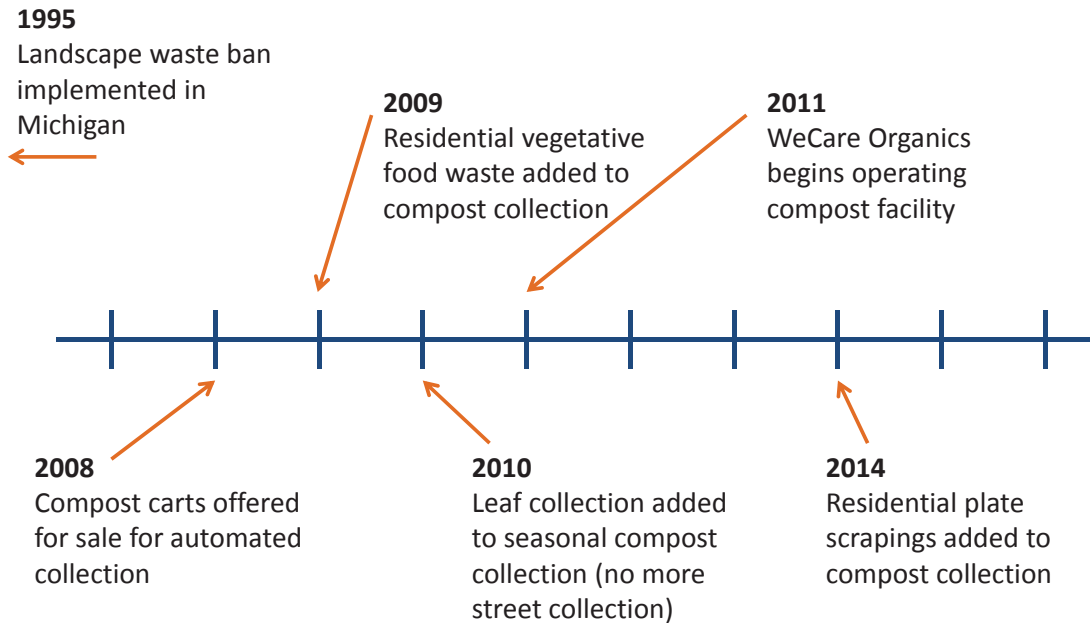 1995
Landscape waste ban
implemented in
Michigan
2009
Residential vegetative
food waste added to
compost collection
2011
WeCare Organics
begins operating
compost facility
2008
Compost carts offered
for sale for automated
collection
2010
Leaf collection added
to seasonal compost
collection (no more
street collection)
2014
Residential plate
scrapings added to
compost collection